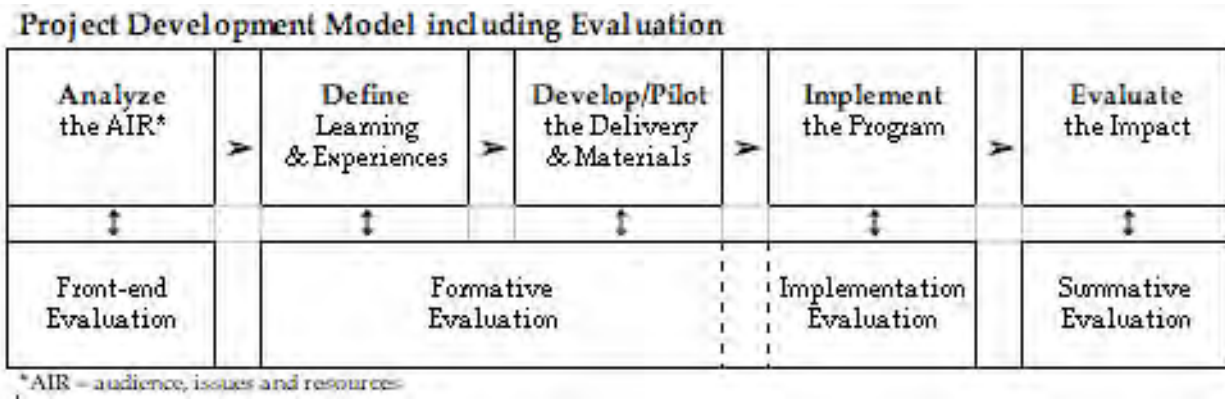 Project Development Model including Evaluation
Analyze
the AIR*
Define
Learning
& Experiences
Develop/Pilot
the Delivery
& Materials
Implement
the Program
Evaluate
the Impact
Front-end
Evaluation
Formative
Evaluation
Implementation
Evaluation
Summative
Evaluation
*AIR – audience, issues and resources